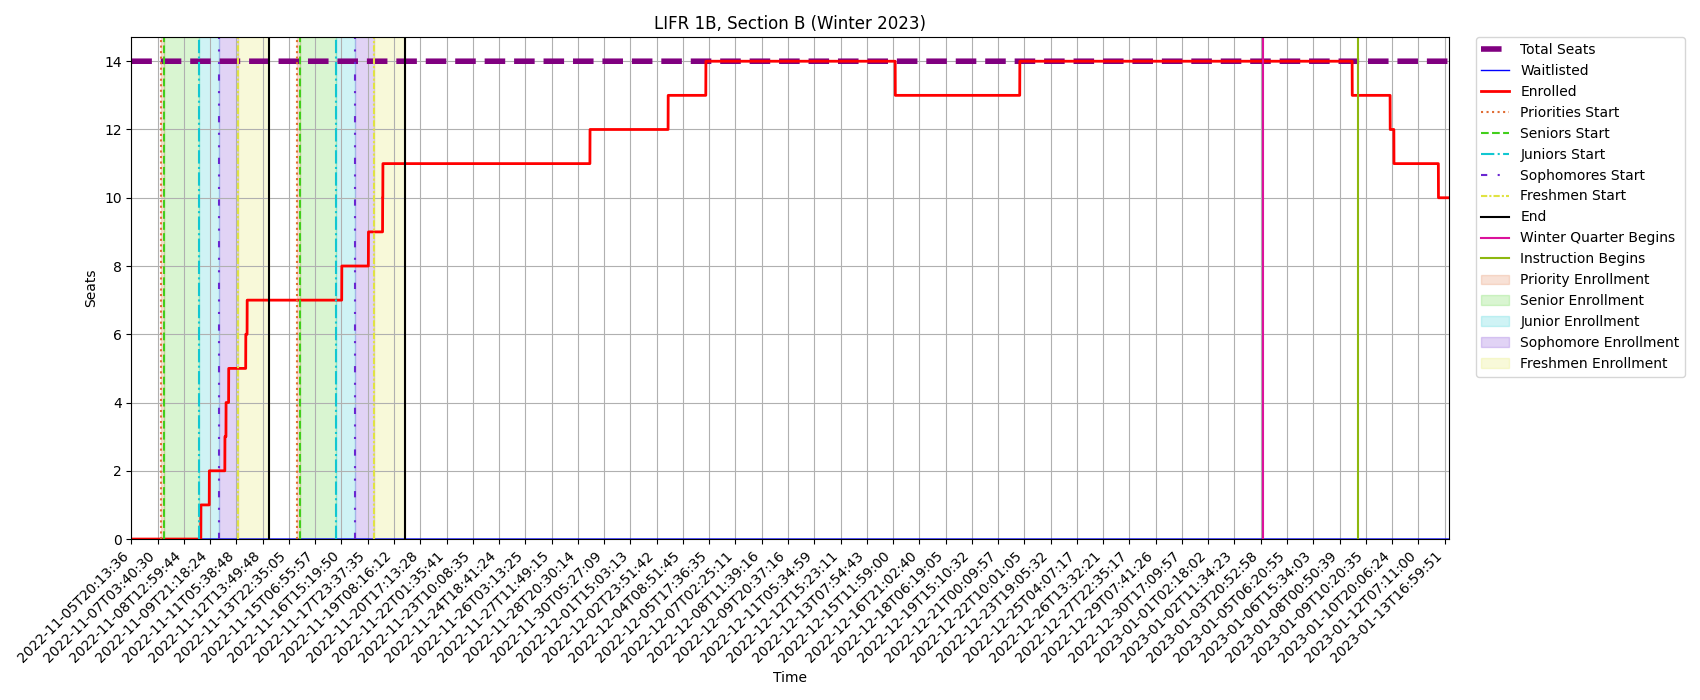 LIFR 1B, Section B (Winter 2023)
Seats
14
12
10
8
6
4
2
0
2022-11-05T20:13:36
2022-11-07T03:40:30
2022-11-08T12:59:44
2022-11-09T21:18:24
2022-11-11T05:38:48
2022-11-12T13:49:48
2022-11-13T22:35:05
2022-11-15T06:55:57
2022-11-16T15:19:50
2022-11-17T23:37:35
2022-11-19T08:16:12
2022-11-20T17:13:28
2022-11-22T01:35:41
2022-11-23T10:08:35
2022-11-24T18:41:24
2022-11-26T03:13:25
2022-11-27T11:49:15
2022-11-28T20:30:14
2022-11-30T05:27:09
2022-12-01T15:03:13
2022-12-02T23:51:42
2022-12-04T08:51:45
2022-12-05T17:36:35
2022-12-07T02:25:11
2022-12-08T11:39:16
2022-12-09T20:37:16
2022-12-11T05:34:59
2022-12-12T15:23:11
2022-12-13T07:54:43
2022-12-15T11:59:00
2022-12-16T21:02:40
2022-12-18T06:19:05
2022-12-19T15:10:32
2022-12-21T00:09:57
2022-12-22T10:01:05
2022-12-23T19:05:32
2022-12-25T04:07:17
2022-12-26T13:32:21
2022-12-27T22:35:17
2022-12-29T07:41:26
2022-12-30T17:09:57
2023-01-01T02:18:02
2023-01-02T11:34:23
2023-01-03T20:52:58
2023-01-05T06:20:55
2023-01-06T15:34:03
2023-01-08T00:50:39
2023-01-09T10:20:35
2023-01-10T20:06:24
2023-01-12T07:11:00
2023-01-13T16:59:51
Time
Total Seats
Waitlisted
Enrolled
Priorities Start
Seniors Start
Juniors Start
Sophomores Start
Freshmen Start
End
Winter Quarter Begins
Instruction Begins
Priority Enrollment
Senior Enrollment
Junior Enrollment
Sophomore Enrollment
Freshmen Enrollment